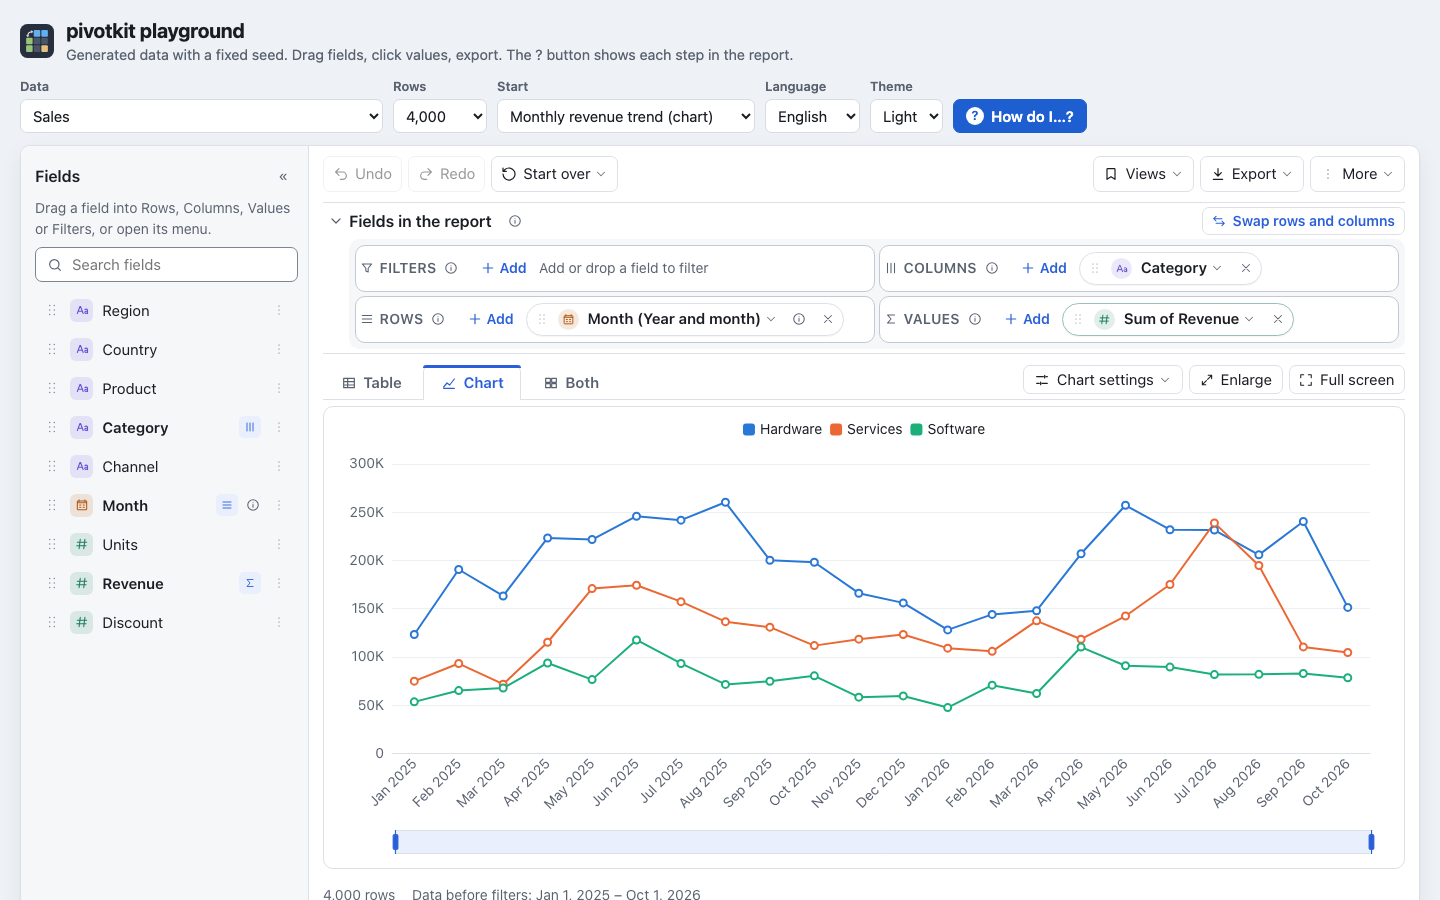 pivotkit playground
Generated data with a fixed seed. Drag fields, click values, export. The ? button shows each step in the report.
Data
Rows
Start
Language
Theme
Sales
4,000
Monthly revenue trend (chart)
English
Light
? How do I...?
Fields
«
Drag a field into Rows, Columns, Values
or Filters, or open its menu.
Search fields
Aa Region
Aa Country
Aa Product
Aa Category
Aa Channel
Month
# Units
# Revenue Σ
# Discount
Undo
Redo
Start over
Views
Export
More
Fields in the report
Swap rows and columns
FILTERS
+ Add
Add or drop a field to filter
COLUMNS
+ Add
Aa Category
ROWS
+ Add
Month (Year and month)
Σ VALUES
+ Add
# Sum of Revenue
Table
Chart
Both
Chart settings
Enlarge
Full screen
Hardware
Services
Software
300K
250K
200K
150K
100K
50K
0
Jan 2025
Feb 2025
Mar 2025
Apr 2025
May 2025
Jun 2025
Jul 2025
Aug 2025
Sep 2025
Oct 2025
Nov 2025
Dec 2025
Jan 2026
Feb 2026
Mar 2026
Apr 2026
May 2026
Jun 2026
Jul 2026
Aug 2026
Sep 2026
Oct 2026
4,000 rows
Data before filters: Jan 1, 2025 – Oct 1, 2026